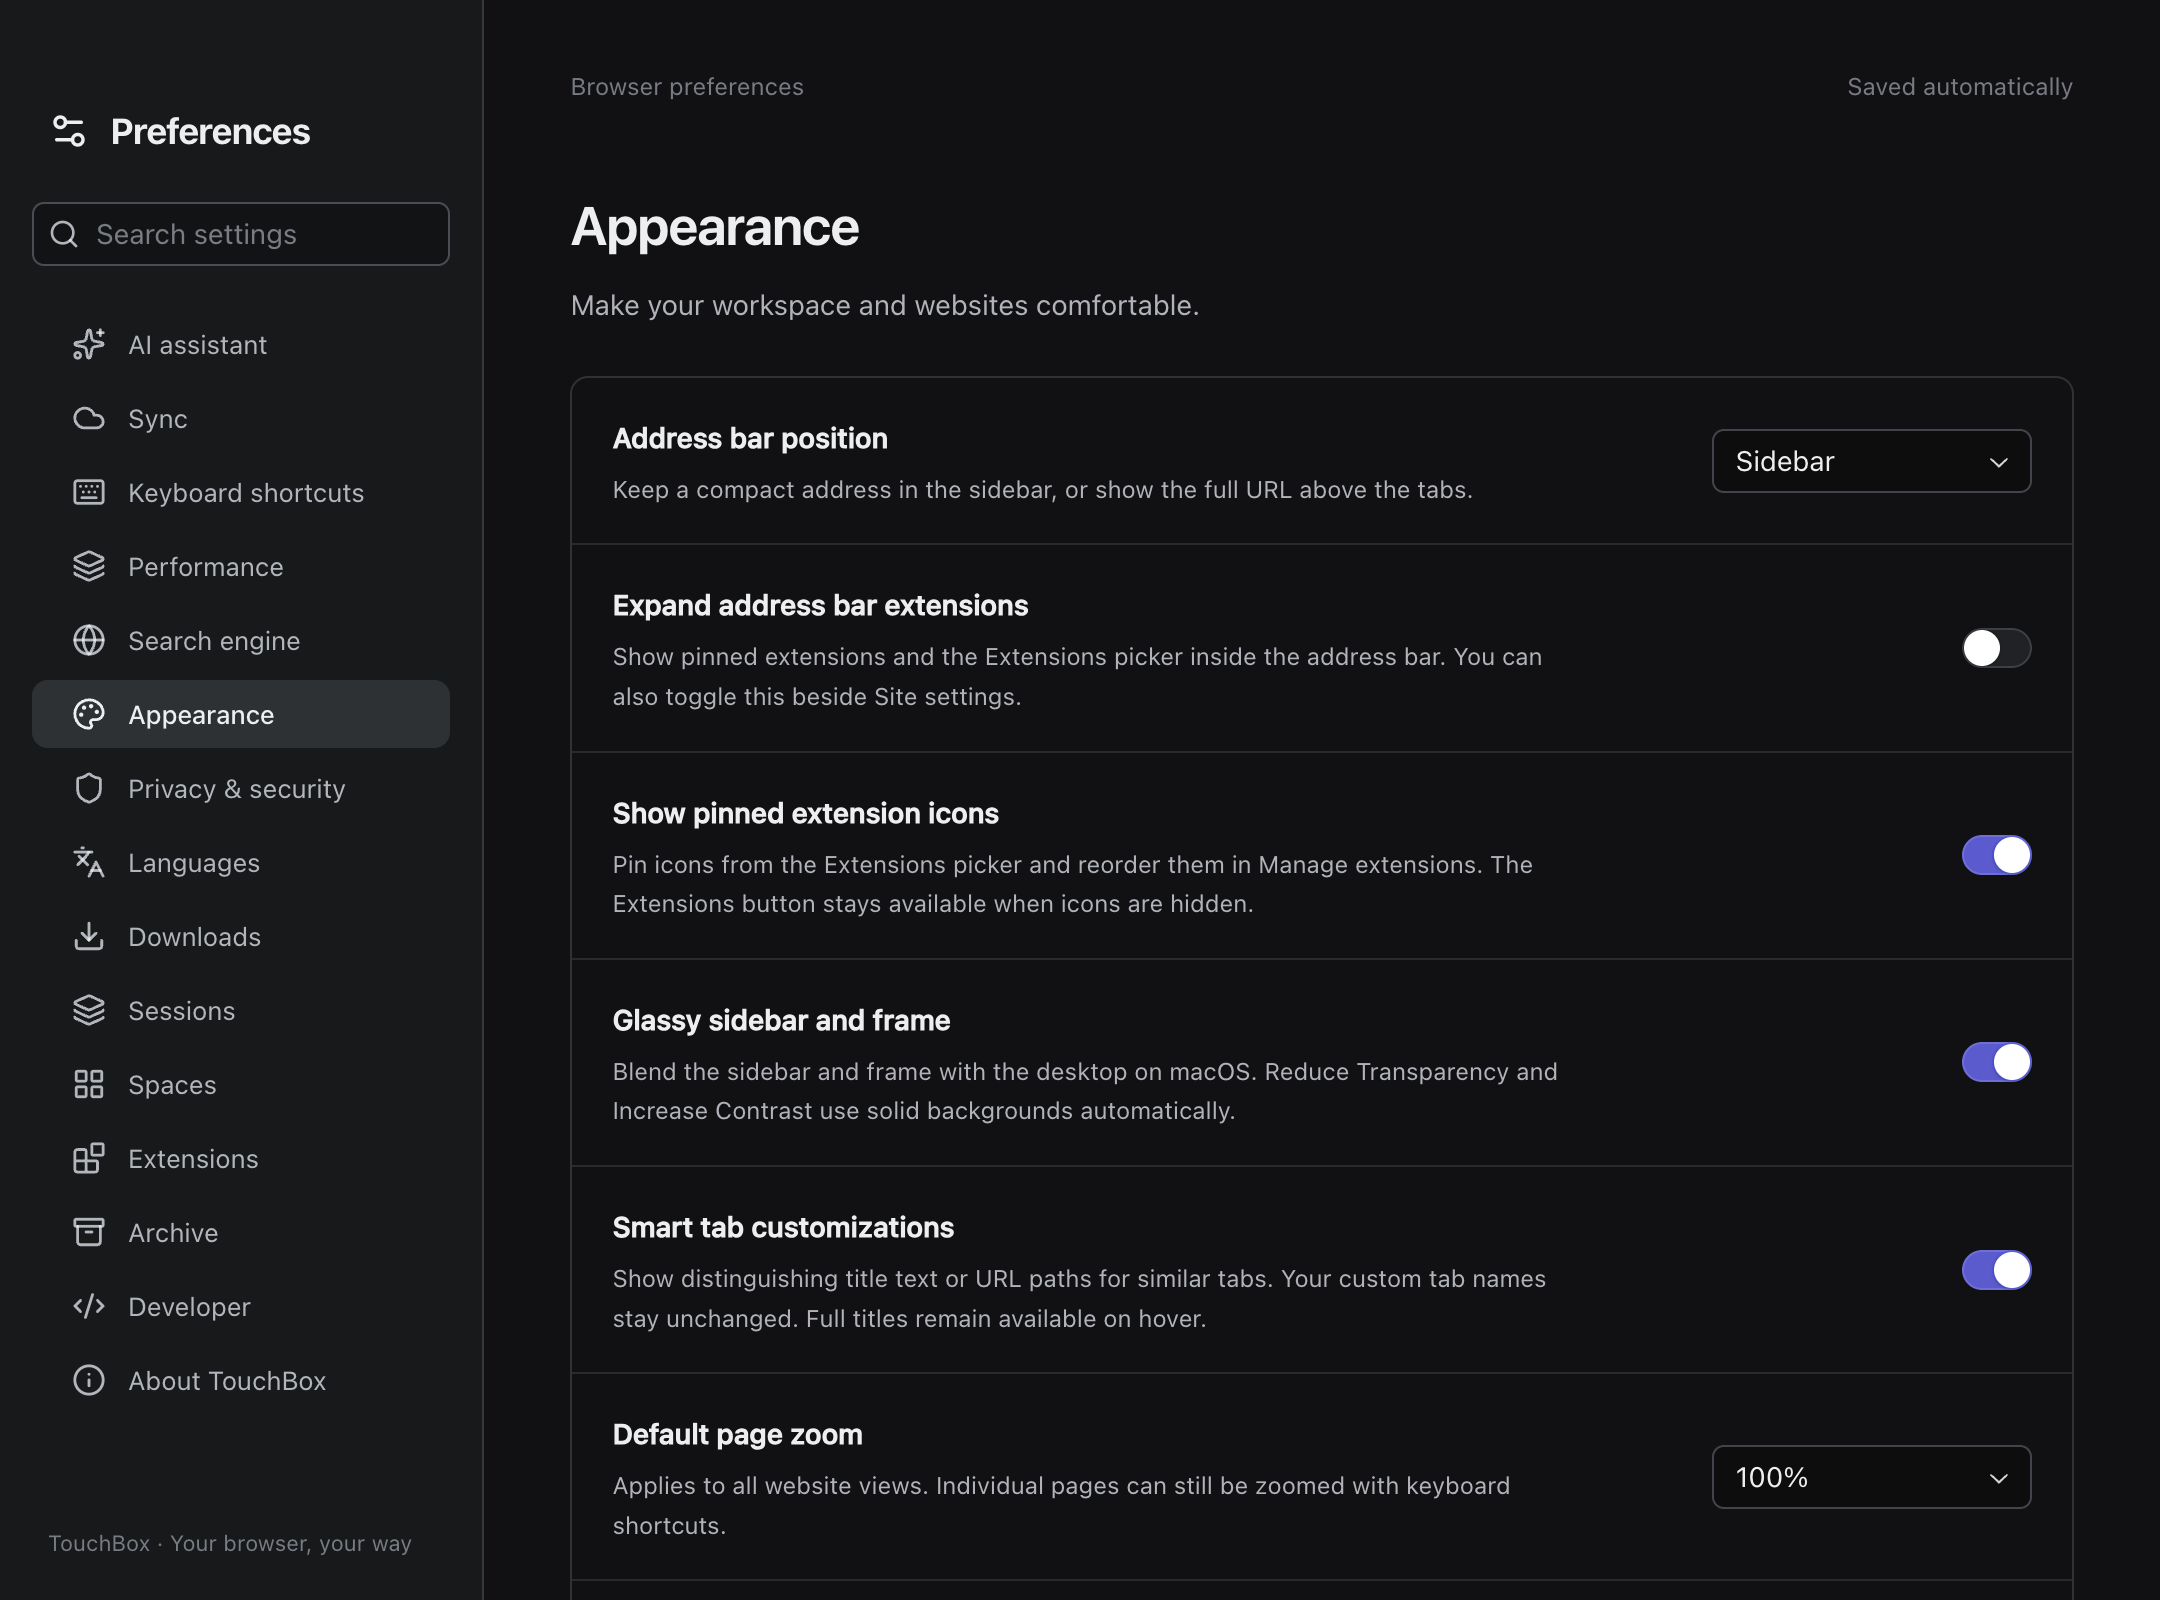 Preferences
Search settings
AI assistant
Sync
Keyboard shortcuts
Performance
Search engine
Appearance
Privacy & security
Languages
Downloads
Sessions
Spaces
Extensions
Archive
Developer
About TouchBox
TouchBox · Your browser, your way
Browser preferences
Saved automatically
Appearance
Make your workspace and websites comfortable.
Address bar position
Keep a compact address in the sidebar, or show the full URL above the tabs.
Sidebar
Expand address bar extensions
Show pinned extensions and the Extensions picker inside the address bar. You can
also toggle this beside Site settings.
Show pinned extension icons
Pin icons from the Extensions picker and reorder them in Manage extensions. The
Extensions button stays available when icons are hidden.
Glassy sidebar and frame
Blend the sidebar and frame with the desktop on macOS. Reduce Transparency and
Increase Contrast use solid backgrounds automatically.
Smart tab customizations
Show distinguishing title text or URL paths for similar tabs. Your custom tab names
stay unchanged. Full titles remain available on hover.
Default page zoom
Applies to all website views. Individual pages can still be zoomed with keyboard
shortcuts.
100%